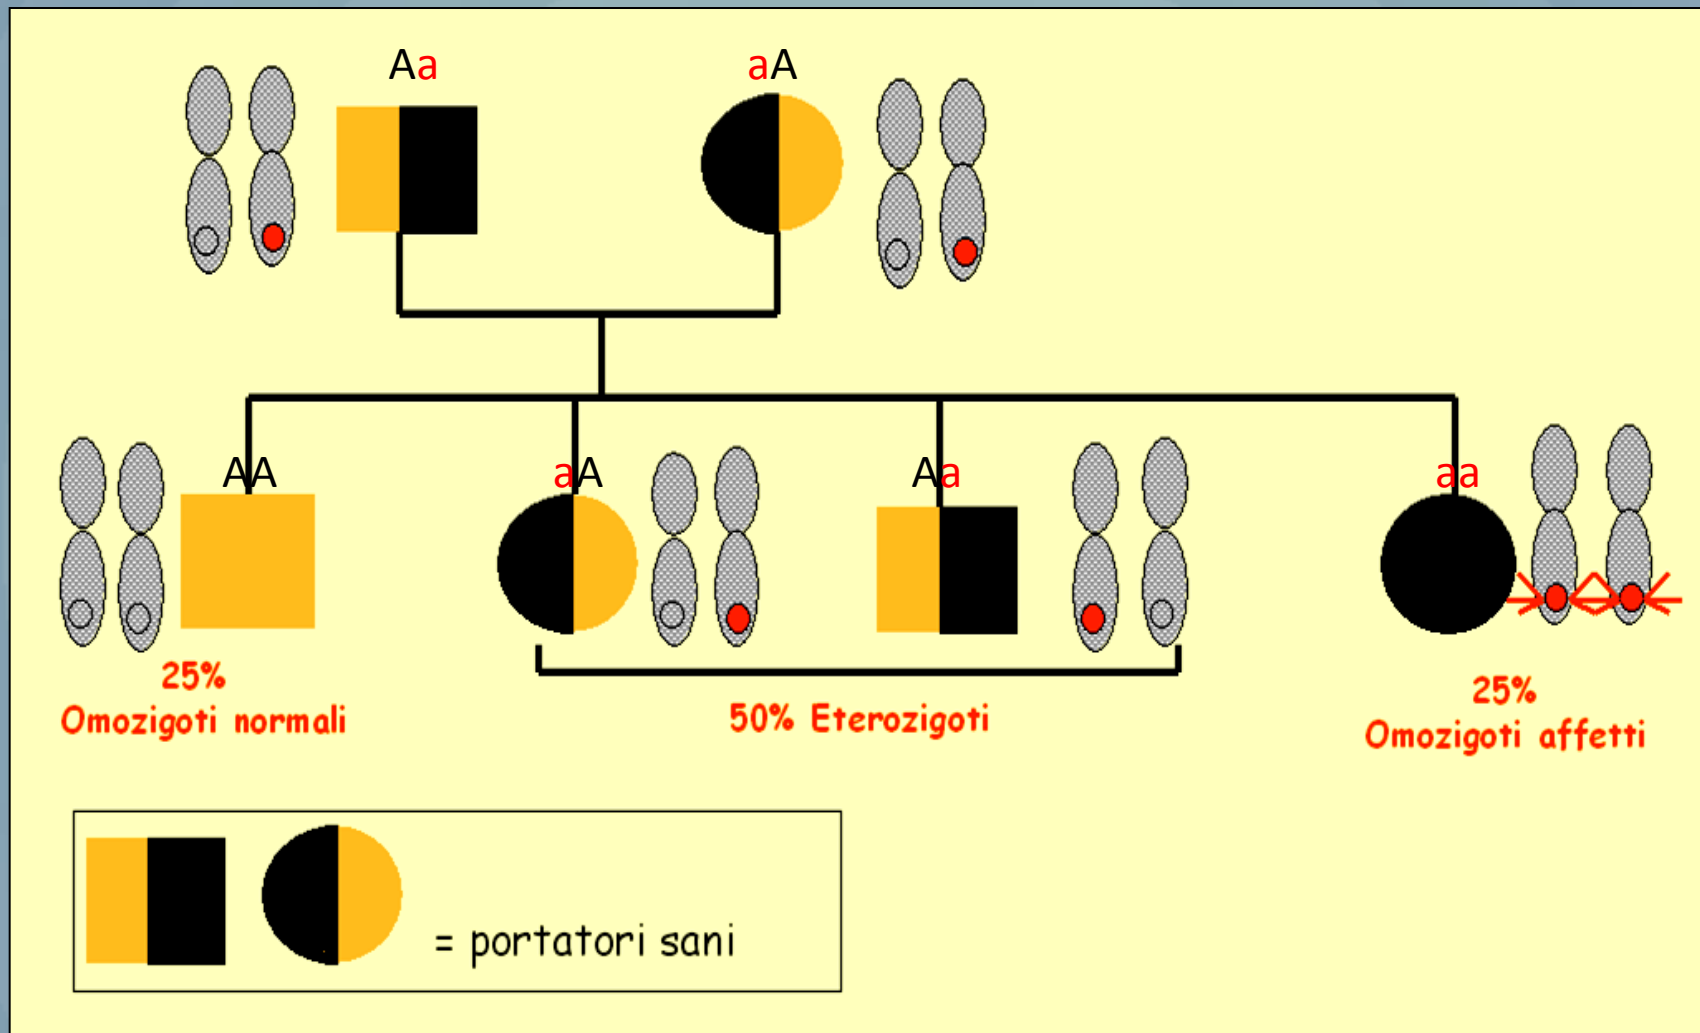 Aa
aA
AA
aA
Aa
aa
25%
Omozigoti normali
50% Eterozigoti
25%
Omozigoti affetti
= portatori sani